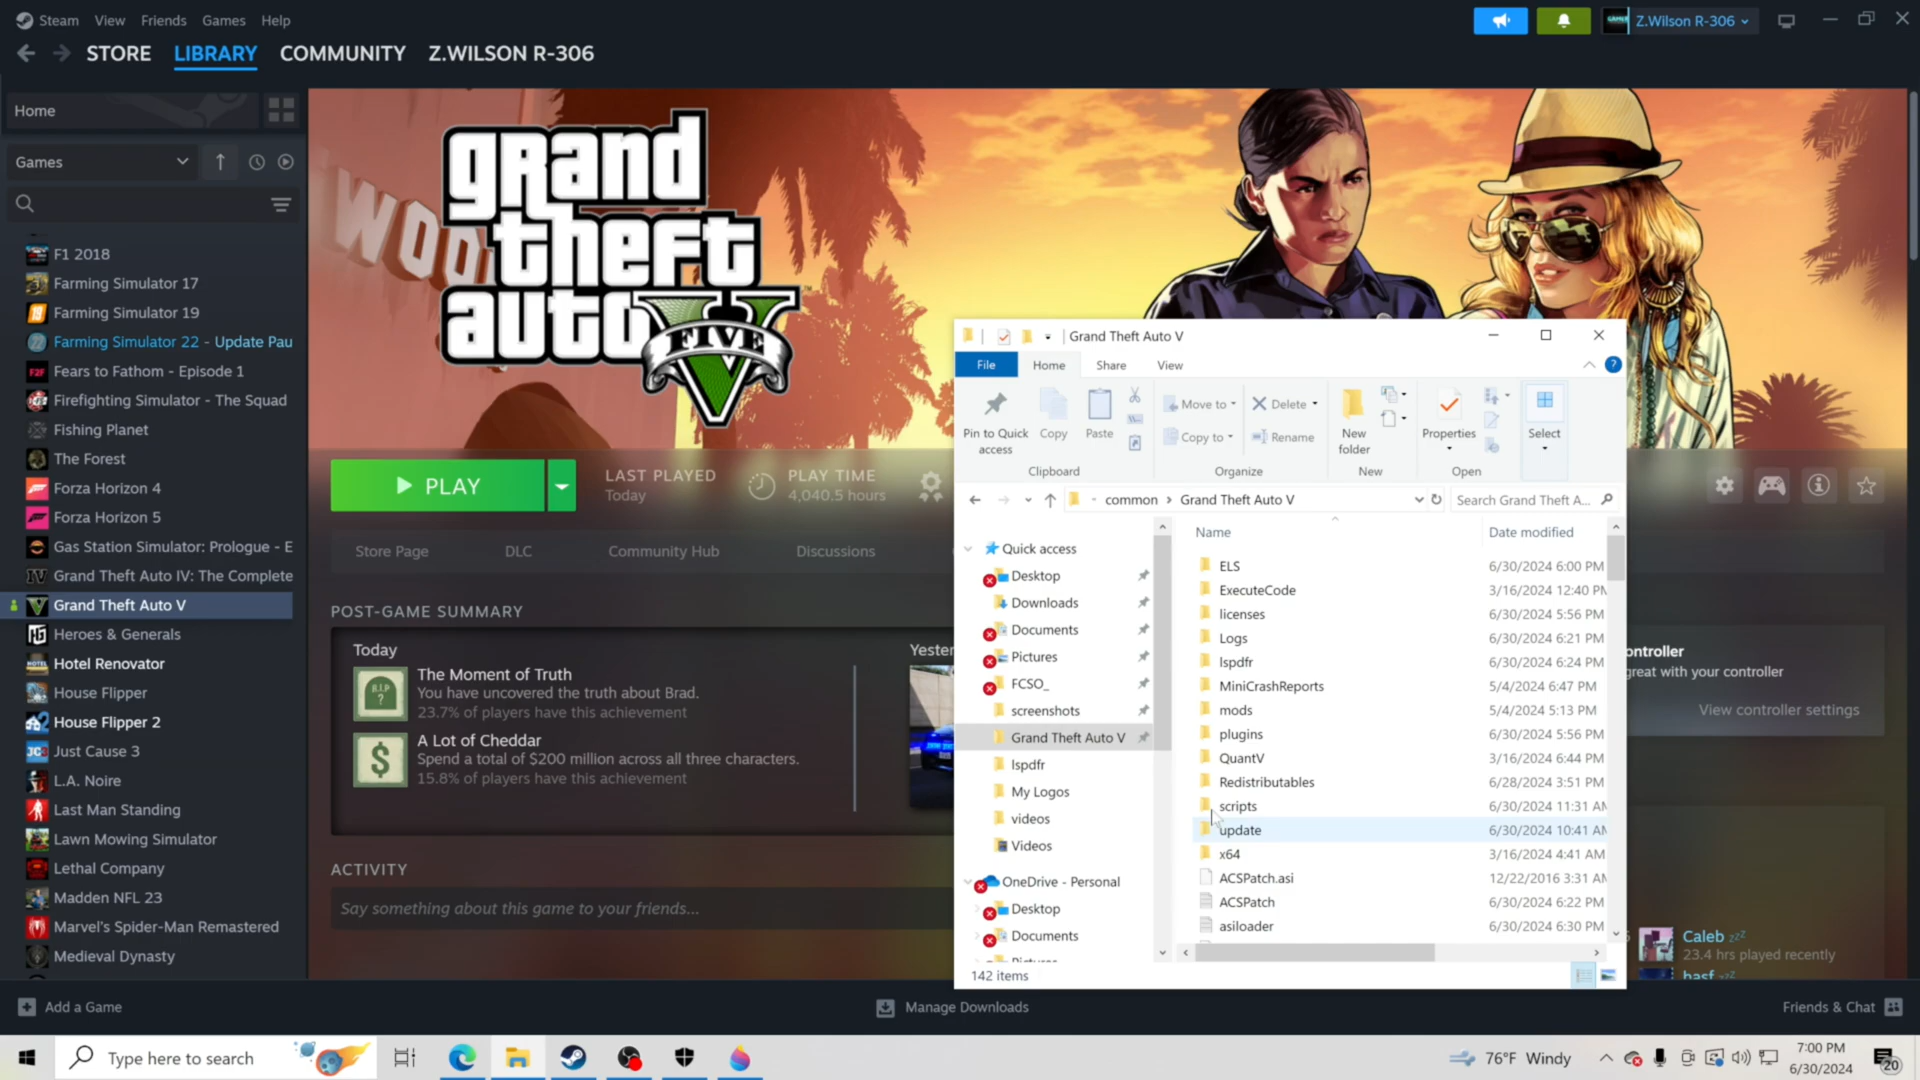 Steam View Friends Games Help
Z.Wilson R-306
STORE LIBRARY COMMUNITY Z.WILSON R-306
Home
Games
F1 2018
Farming Simulator 17
Farming Simulator 19
Farming Simulator 22 - Update Pau
Fears to Fathom - Episode 1
Firefighting Simulator - The Squad
Fishing Planet
The Forest
Forza Horizon 4
Forza Horizon 5
Gas Station Simulator: Prologue - E
Grand Theft Auto IV: The Complete
Grand Theft Auto V
Heroes & Generals
Hotel Renovator
House Flipper
House Flipper 2
Just Cause 3
L.A. Noire
Last Man Standing
Lawn Mowing Simulator
Lethal Company
Madden NFL 23
Marvel's Spider-Man Remastered
Medieval Dynasty
Add a Game
grand
theft
auto V
FIVE
PLAY
LAST PLAYED
Today
PLAY TIME
4,040.5 hours
Store Page DLC Community Hub Discussions
POST-GAME SUMMARY
Today
The Moment of Truth
You have uncovered the truth about Brad.
23.7% of players have this achievement
A Lot of Cheddar
Spend a total of $200 million across all three characters.
15.8% of players have this achievement
Yester
ACTIVITY
Say something about this game to your friends...
Grand Theft Auto V
File Home Share View
Pin to Quick access
Copy
Paste
Clipboard
Move to
Copy to
Delete
Rename
Organize
New folder
New
Properties
Open
Select
common > Grand Theft Auto V
Search Grand Theft A...
Quick access
Desktop
Downloads
Documents
Pictures
FCSO_
screenshots
Grand Theft Auto V
lspdfr
My Logos
videos
Videos
OneDrive - Personal
Desktop
Documents
Pictures
Name Date modified
ELS 6/30/2024 6:00 PM
ExecuteCode 3/16/2024 12:40 PM
licenses 6/30/2024 5:56 PM
Logs 6/30/2024 6:21 PM
lspdfr 6/30/2024 6:24 PM
MiniCrashReports 5/4/2024 6:47 PM
mods 5/4/2024 5:13 PM
plugins 6/30/2024 5:56 PM
QuantV 3/16/2024 6:44 PM
Redistributables 6/28/2024 3:51 PM
scripts 6/30/2024 11:31 AM
update 6/30/2024 10:41 AM
x64 3/16/2024 4:41 AM
ACSPatch.asi 12/22/2016 3:31 AM
ACSPatch 6/30/2024 6:22 PM
asiloader 6/30/2024 6:30 PM
142 items
ontroller
great with your controller
View controller settings
Caleb zzz
23.4 hrs played recently
basf zzz
Manage Downloads
Friends & Chat
Type here to search
76°F Windy
7:00 PM
6/30/2024
20